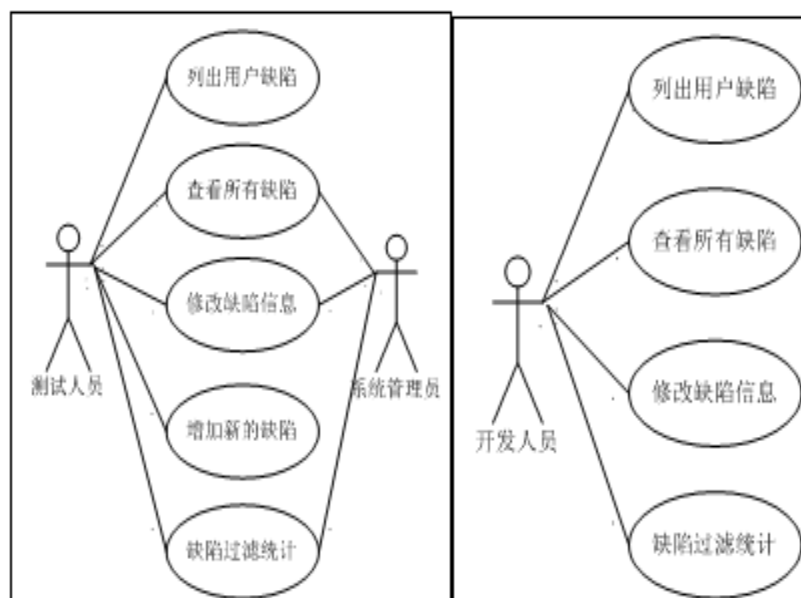 列出用户缺陷
查看所有缺陷
修改缺陷信息
测试人员
系统管理员
增加新的缺陷
缺陷过滤统计
列出用户缺陷
查看所有缺陷
修改缺陷信息
开发人员
缺陷过滤统计